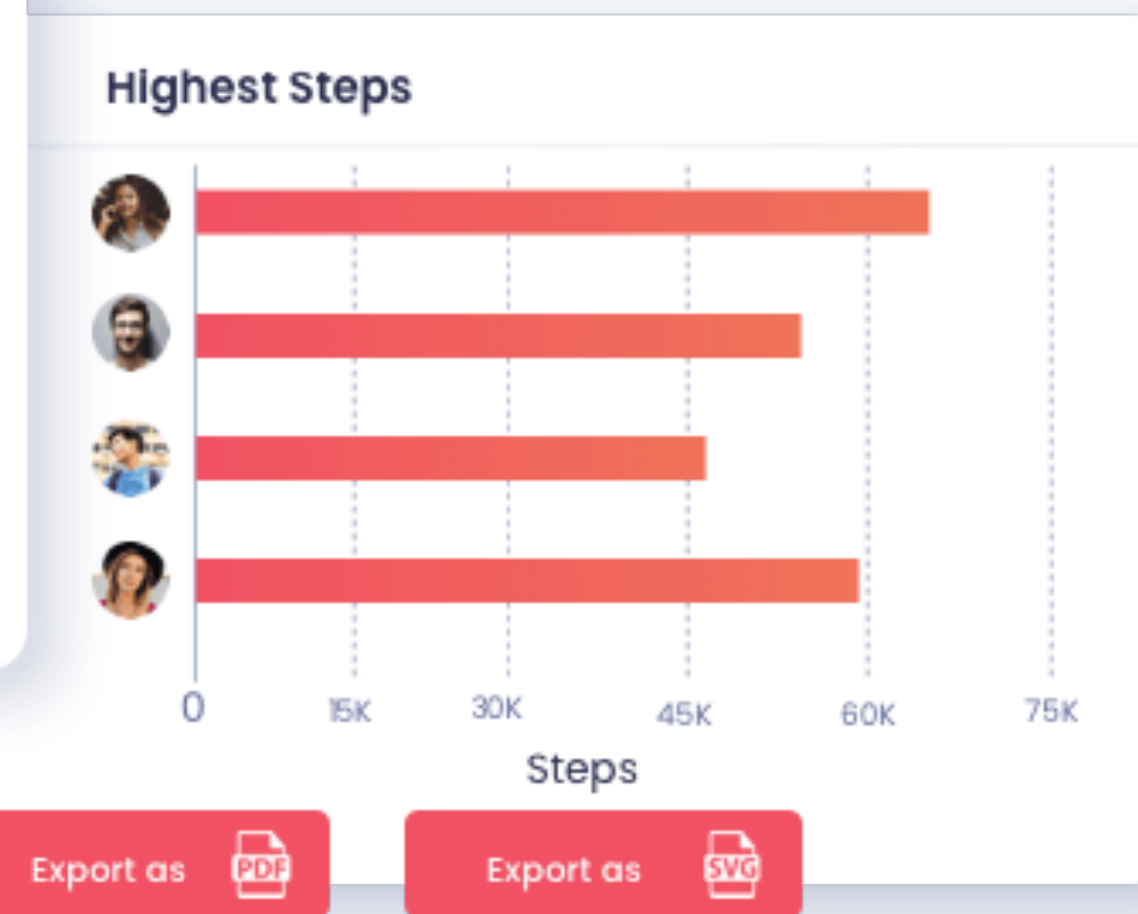 Highest Steps
0 15K 30K 45K 60K 75K
Steps
Export as PDF
Export as SVG